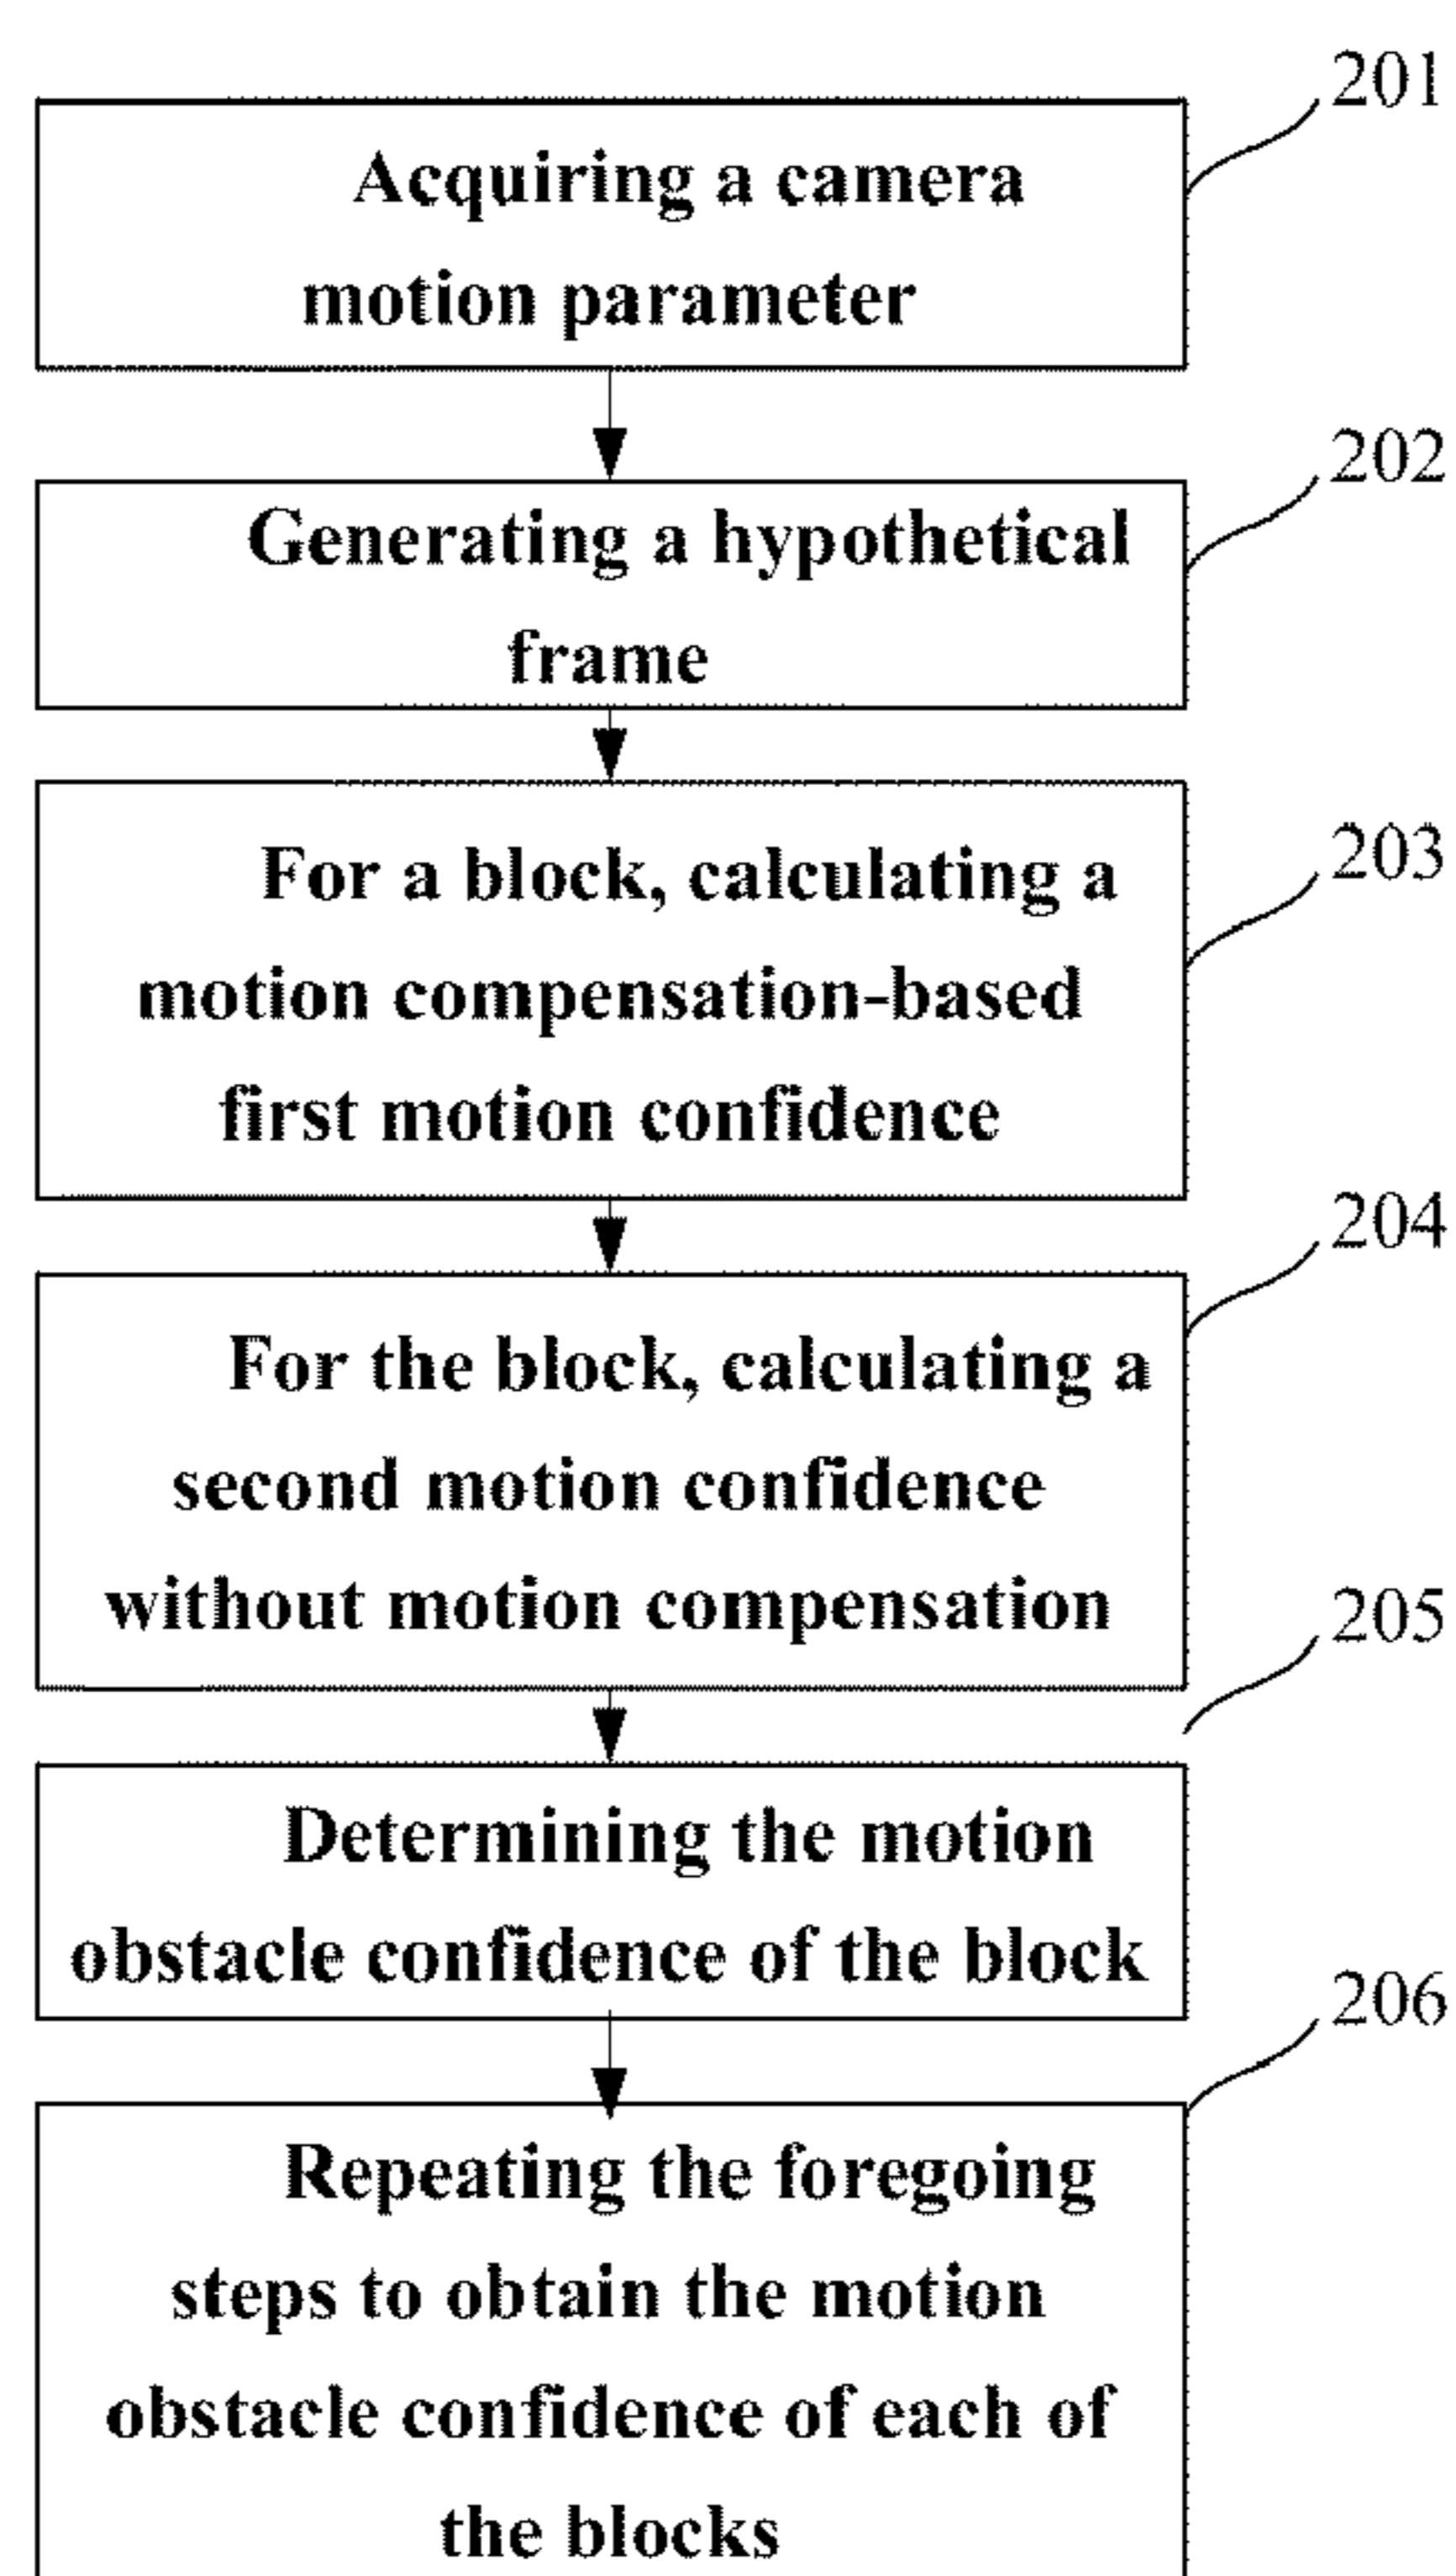 201
Acquiring a camera
motion parameter
202
Generating a hypothetical
frame
203
For a block, calculating a
motion compensation-based
first motion confidence
204
For the block, calculating a
second motion confidence
without motion compensation
205
Determining the motion
obstacle confidence of the block
206
Repeating the foregoing
steps to obtain the motion
obstacle confidence of each of
the blocks